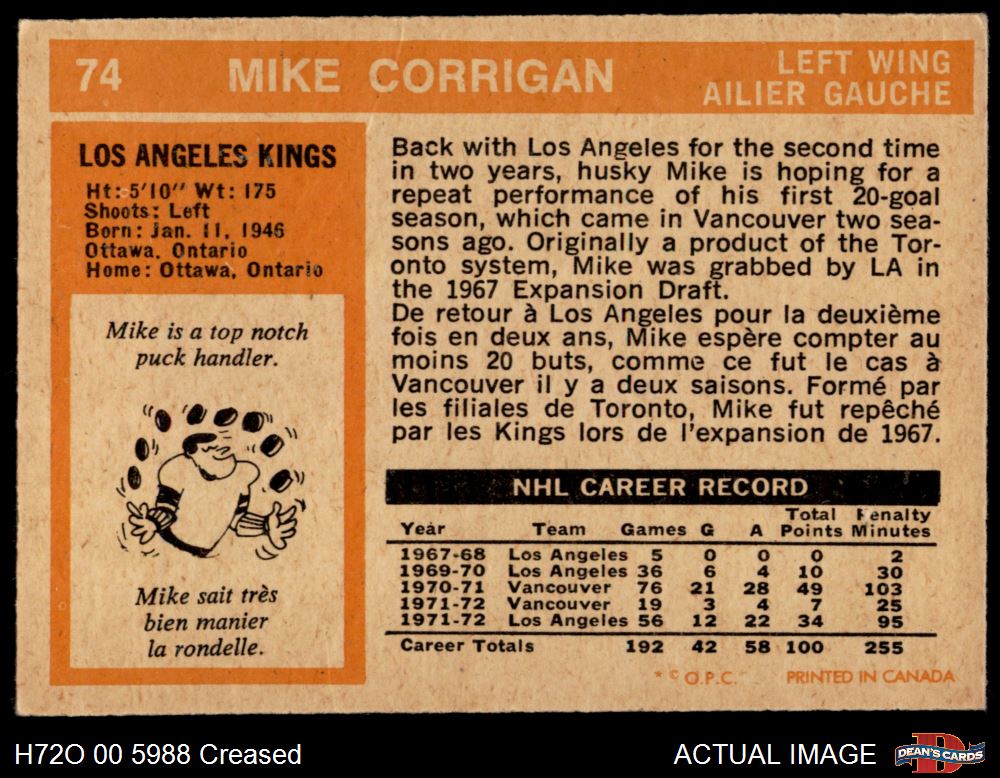 74 MIKE CORRIGAN LEFT WING
AILIER GAUCHE
LOS ANGELES KINGS
Ht: 5'10" Wt: 175
Shoots: Left
Born: Jan. 11, 1946
Ottawa, Ontario
Home: Ottawa, Ontario
Mike is a top notch
puck handler.
Mike sait très
bien manier
la rondelle.
Back with Los Angeles for the second time
in two years, husky Mike is hoping for a
repeat performance of his first 20-goal
season, which came in Vancouver two sea-
sons ago. Originally a product of the Tor-
onto system, Mike was grabbed by LA in
the 1967 Expansion Draft.
De retour à Los Angeles pour la deuxième
fois en deux ans, Mike espère compter au
moins 20 buts, comme ce fut le cas à
Vancouver il y a deux saisons. Formé par
les filiales de Toronto, Mike fut repêché
par les Kings lors de l'expansion de 1967.
NHL CAREER RECORD
Total Penalty
Year Team Games G A Points Minutes
1967-68 Los Angeles 5 0 0 0 2
1969-70 Los Angeles 36 6 4 10 30
1970-71 Vancouver 76 21 28 49 103
1971-72 Vancouver 19 3 4 7 25
1971-72 Los Angeles 56 12 22 34 95
Career Totals 192 42 58 100 255
* © O.P.C. PRINTED IN CANADA
H72O 00 5988 Creased
ACTUAL IMAGE
DEAN'S CARDS